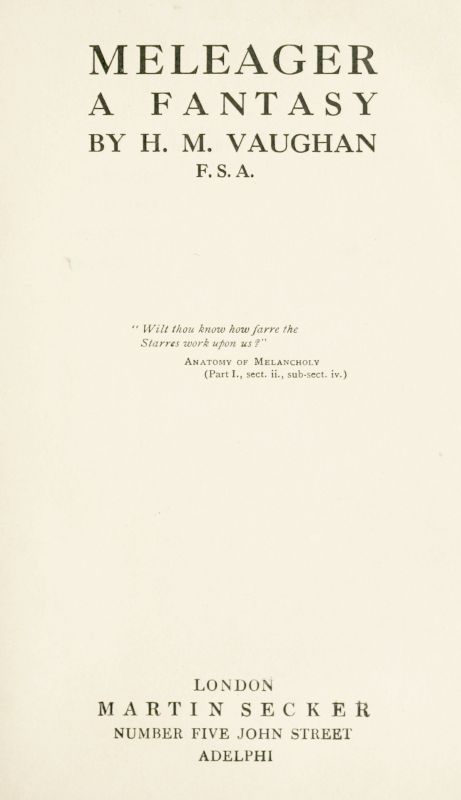 MELEAGER
A FANTASY
BY H. M. VAUGHAN
F. S. A.
" Wilt thou know how farre the
Starres work upon us ?"
ANATOMY OF MELANCHOLY
(Part I., sect. ii., sub-sect. iv.)
LONDON
MARTIN SECKER
NUMBER FIVE JOHN STREET
ADELPHI